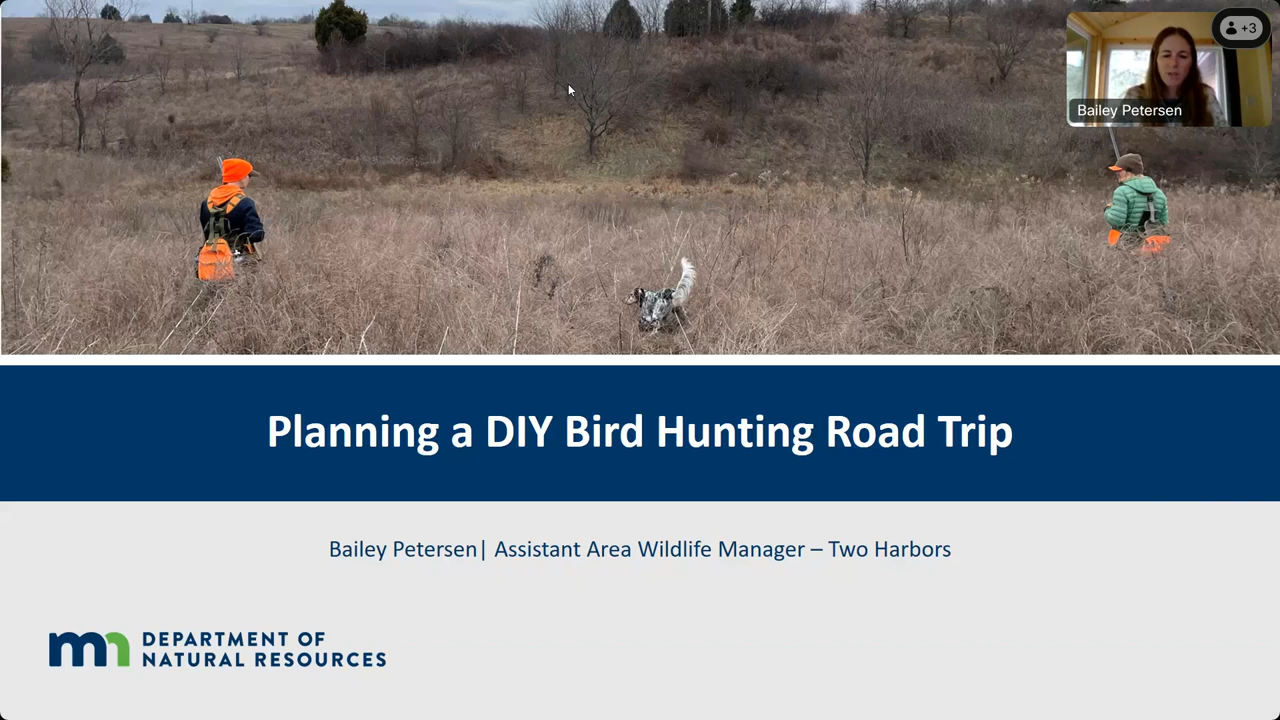 +3
Bailey Petersen
Planning a DIY Bird Hunting Road Trip
Bailey Petersen| Assistant Area Wildlife Manager – Two Harbors
mn DEPARTMENT OF
NATURAL RESOURCES